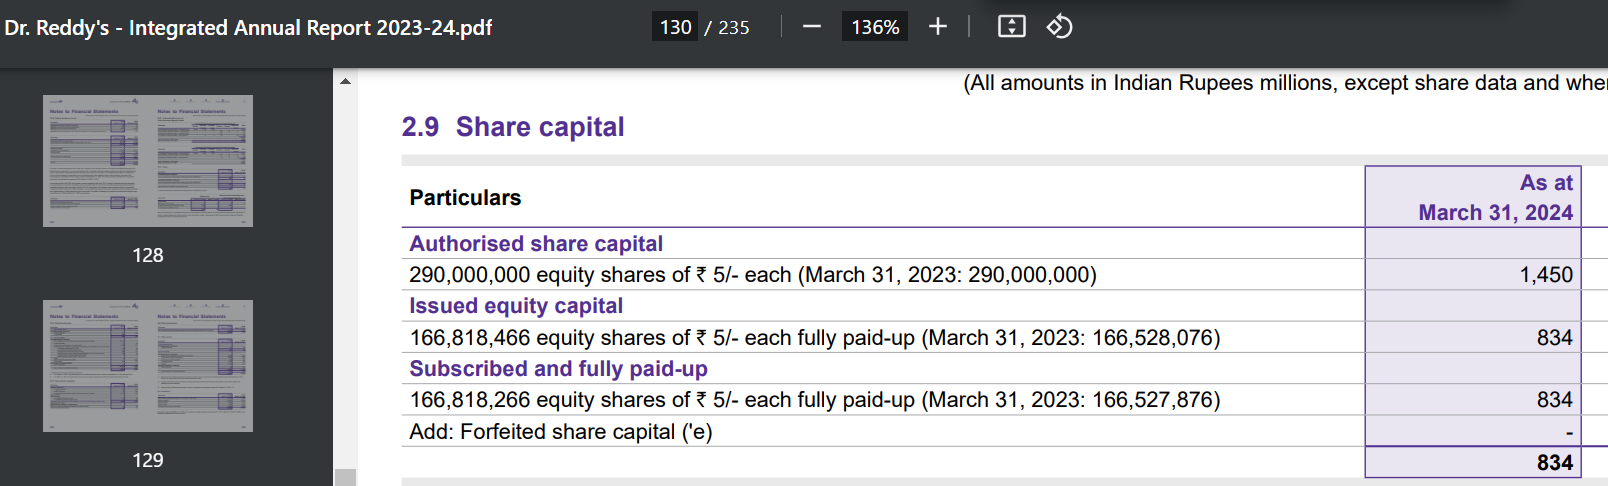 Dr. Reddy's - Integrated Annual Report 2023-24.pdf
130 / 235
136%
(All amounts in Indian Rupees millions, except share data and
2.9 Share capital
Particulars
As at
March 31, 2024
Authorised share capital
290,000,000 equity shares of ₹ 5/- each (March 31, 2023: 290,000,000) 1,450
Issued equity capital
166,818,466 equity shares of ₹ 5/- each fully paid-up (March 31, 2023: 166,528,076) 834
Subscribed and fully paid-up
166,818,266 equity shares of ₹ 5/- each fully paid-up (March 31, 2023: 166,527,876) 834
Add: Forfeited share capital ('e) -
834
128
129